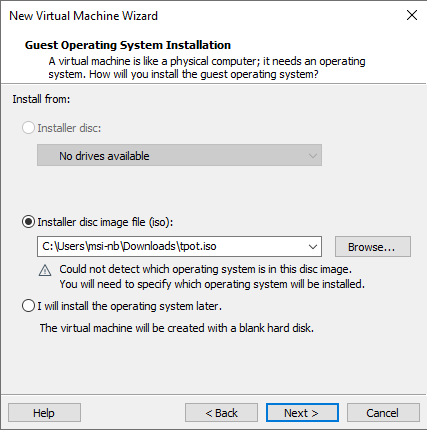 New Virtual Machine Wizard
Guest Operating System Installation
A virtual machine is like a physical computer; it needs an operating
system. How will you install the guest operating system?
Install from:
Installer disc:
No drives available
Installer disc image file (iso):
C:\Users\msi-nb\Downloads\tpot.iso
Browse...
Could not detect which operating system is in this disc image.
You will need to specify which operating system will be installed.
I will install the operating system later.
The virtual machine will be created with a blank hard disk.
Help
< Back
Next >
Cancel